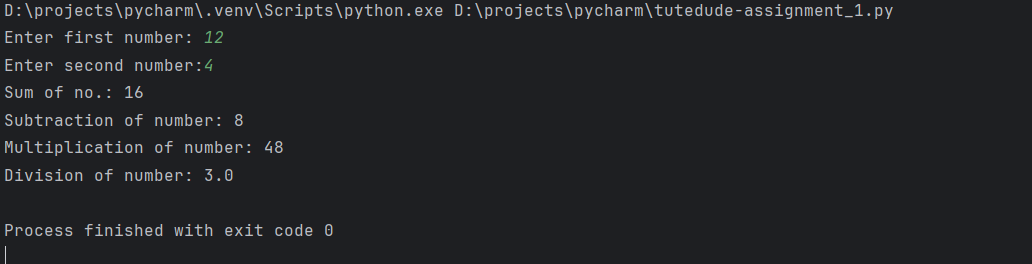 D:\projects\pycharm\.venv\Scripts\python.exe D:\projects\pycharm\tutedude-assignment_1.py
Enter first number: 12
Enter second number:4
Sum of no.: 16
Subtraction of number: 8
Multiplication of number: 48
Division of number: 3.0
Process finished with exit code 0